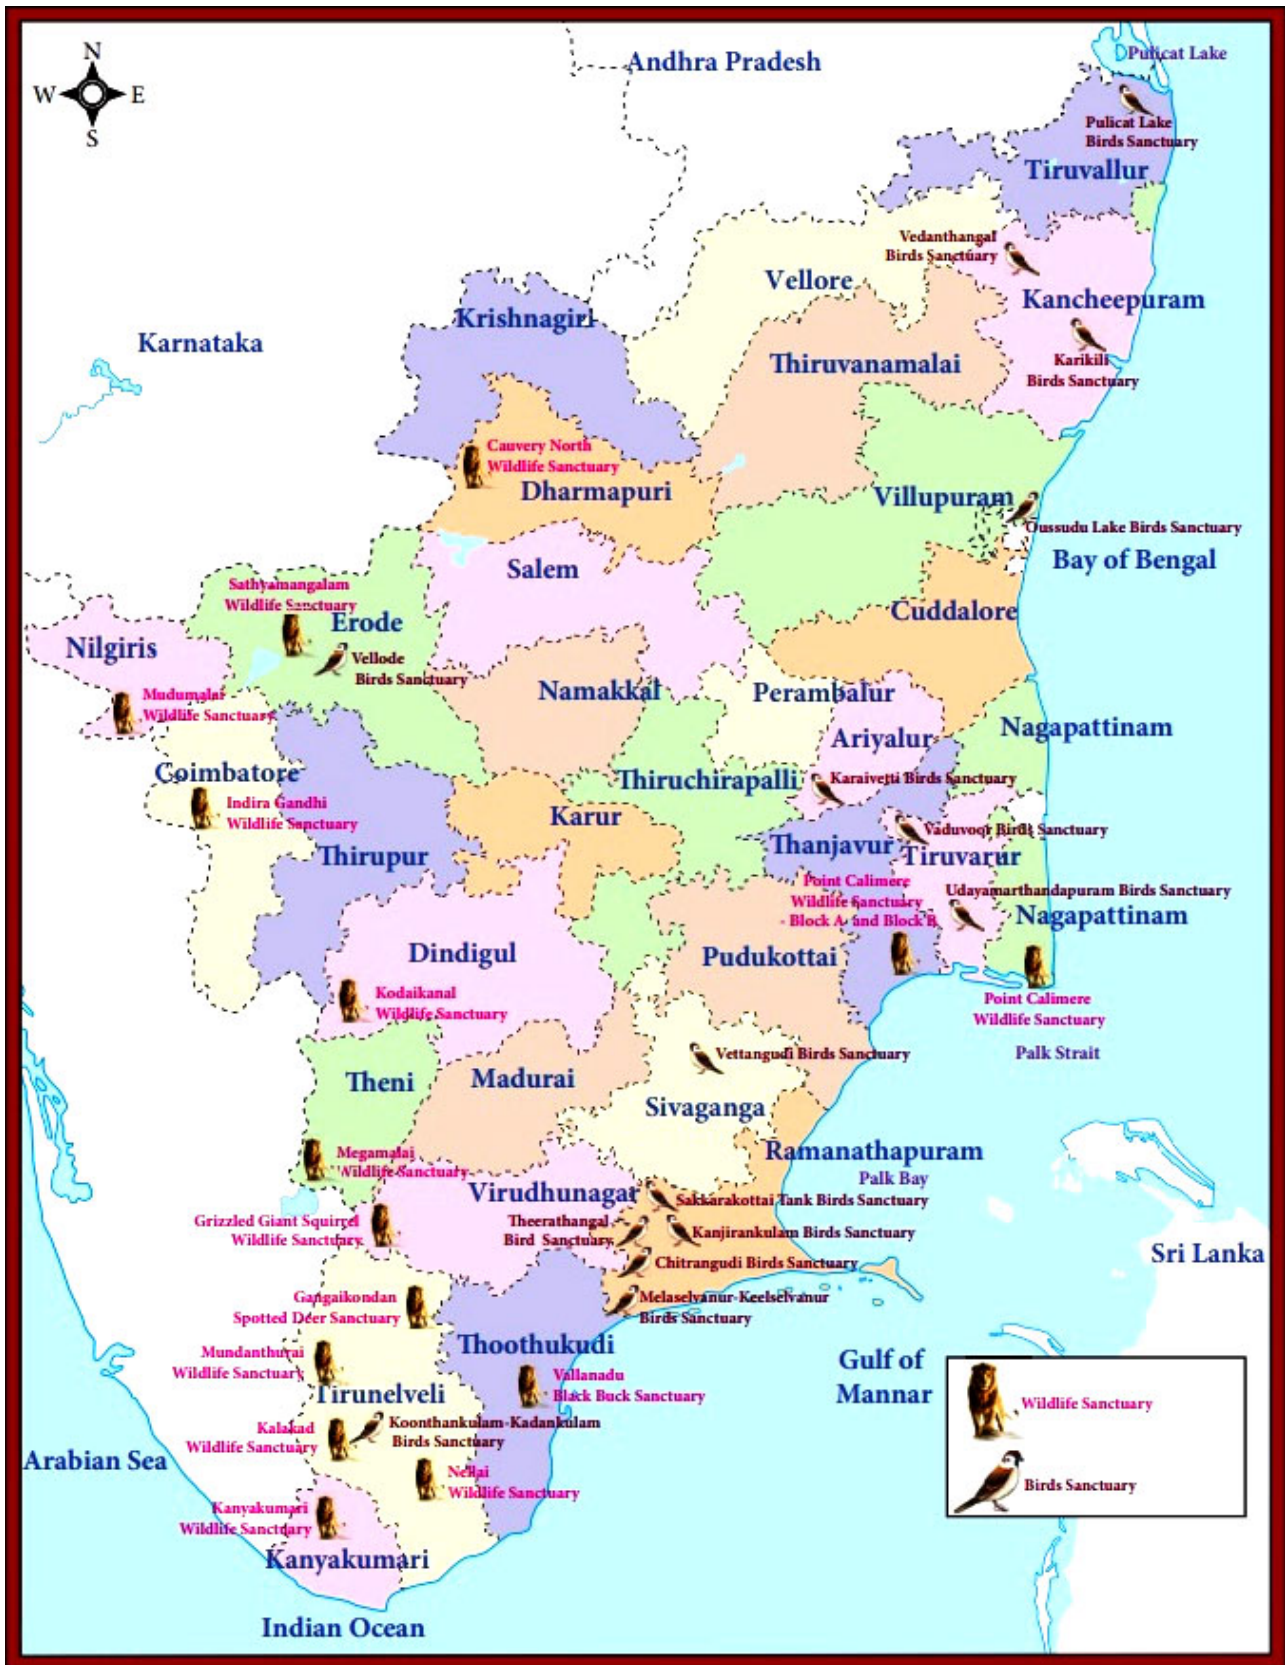 N
W
E
S
Andhra Pradesh
Pulicat Lake
Pulicat Lake
Birds Sanctuary
Tiruvallur
Vedanthangal
Birds Sanctuary
Vellore
Kancheepuram
Krishnagiri
Karnataka
Thiruvanamalai
Karikili
Birds Sanctuary
Cauvery North
Wildlife Sanctuary
Dharmapuri
Villupuram
Oussudu Lake Birds Sanctuary
Bay of Bengal
Salem
Sathyamangalam
Wildlife Sanctuary
Erode
Cuddalore
Nilgiris
Vellode
Birds Sanctuary
Mudumalai
Wildlife Sanctuary
Namakkal
Perambalur
Ariyalur
Nagapattinam
Coimbatore
Thiruchirapalli
Karaivetti Birds Sanctuary
Indira Gandhi
Wildlife Sanctuary
Karur
Vaduvoor Birds Sanctuary
Thirupur
Thanjavur
Tiruvarur
Point Calimere
Wildlife Sanctuary
- Block A and Block B
Udayamarthandapuram Birds Sanctuary
Nagapattinam
Dindigul
Pudukottai
Kodaikanal
Wildlife Sanctuary
Point Calimere
Wildlife Sanctuary
Palk Strait
Vettangudi Birds Sanctuary
Theni
Madurai
Sivaganga
Megamalai
Wildlife Sanctuary
Ramanathapuram
Palk Bay
Virudhunagar
Sakkarakottai Tank Birds Sanctuary
Grizzled Giant Squirrel
Wildlife Sanctuary
Theerathangal
Bird Sanctuary
Kanjirankulam Birds Sanctuary
Sri Lanka
Chitrangudi Birds Sanctuary
Gangaikondan
Spotted Deer Sanctuary
Melaselvanur-Keelselvanur
Birds Sanctuary
Mundanthurai
Wildlife Sanctuary
Thoothukudi
Gulf of
Mannar
Vallanadu
Black Buck Sanctuary
Tirunelveli
Wildlife Sanctuary
Kalakad
Wildlife Sanctuary
Koonthankulam-Kadankulam
Birds Sanctuary
Arabian Sea
Nellai
Wildlife Sanctuary
Birds Sanctuary
Kanyakumari
Wildlife Sanctuary
Kanyakumari
Indian Ocean